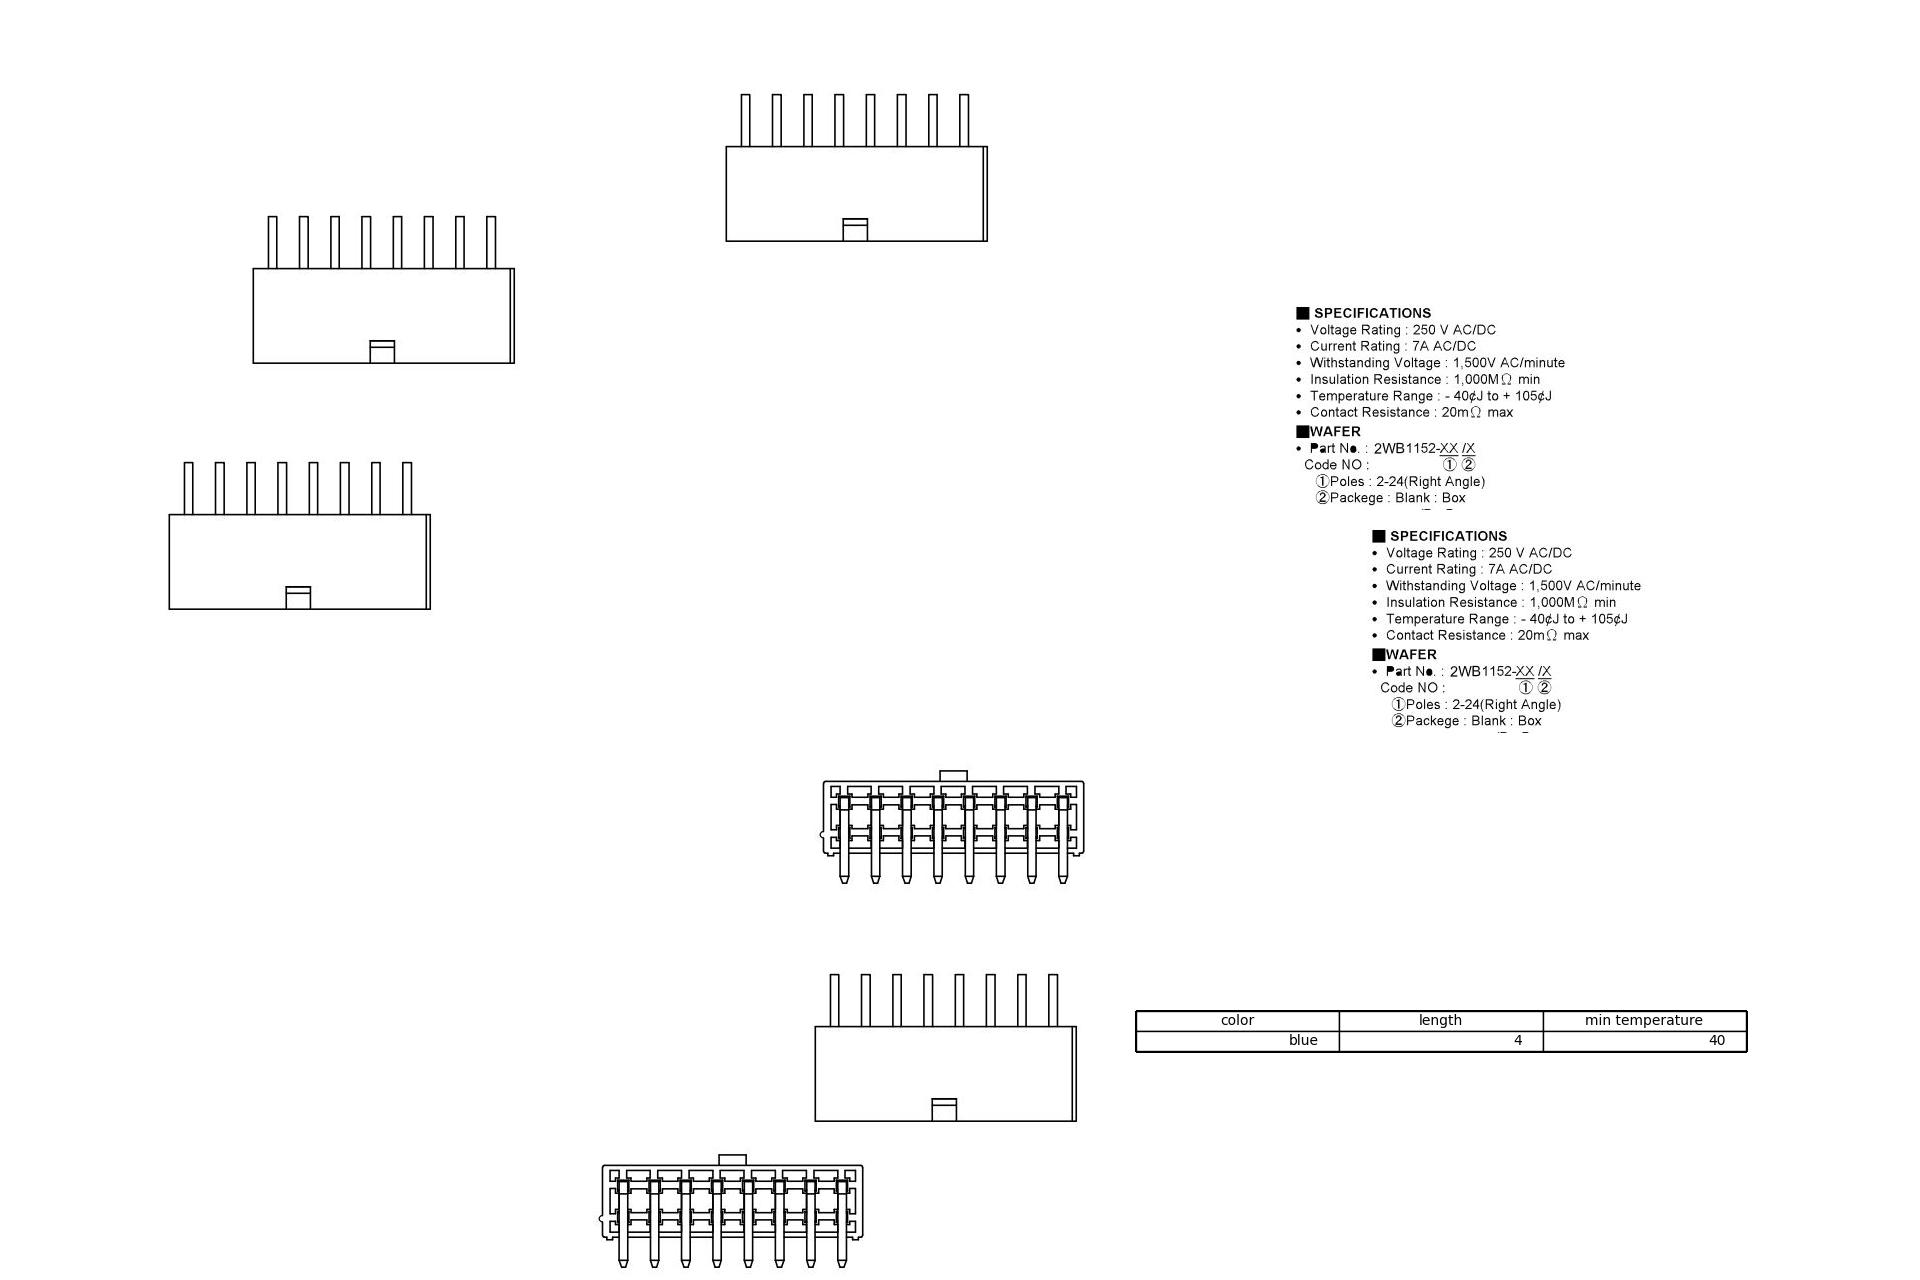 ■ SPECIFICATIONS
• Voltage Rating : 250 V AC/DC
• Current Rating : 7A AC/DC
• Withstanding Voltage : 1,500V AC/minute
• Insulation Resistance : 1,000MΩ min
• Temperature Range : - 40¢J to + 105¢J
• Contact Resistance : 20mΩ max
■WAFER
• Part No. : 2WB1152-XX /X
Code NO : ① ②
①Poles : 2-24(Right Angle)
②Packege : Blank : Box
■ SPECIFICATIONS
• Voltage Rating : 250 V AC/DC
• Current Rating : 7A AC/DC
• Withstanding Voltage : 1,500V AC/minute
• Insulation Resistance : 1,000MΩ min
• Temperature Range : - 40¢J to + 105¢J
• Contact Resistance : 20mΩ max
■WAFER
• Part No. : 2WB1152-XX /X
Code NO : ① ②
①Poles : 2-24(Right Angle)
②Packege : Blank : Box
color length min temperature
blue 4 40